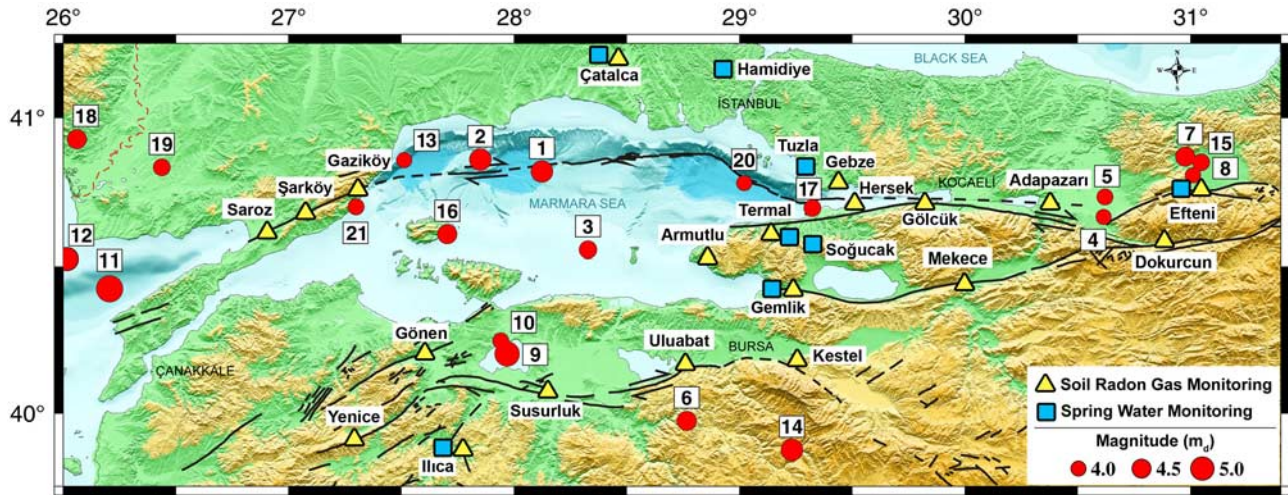 26° 27° 28° 29° 30° 31°
BLACK SEA
Çatalca
Hamidiye
N
W E
S
İSTANBUL
41°
18
19
13
2
1
20
Tuzla
Gebze
7
15
8
Gaziköy
Şarköy
Saroz
17
Hersek
KOCAELİ
Adapazarı
5
MARMARA SEA
Termal
Gölcük
Efteni
21
16
3
Armutlu
12
11
Soğucak
4
Mekece
Dokurcun
Gemlik
Gönen
10
9
Uluabat
BURSA
Kestel
ÇANAKKALE
40°
Susurluk
6
Yenice
14
Ilıca
Soil Radon Gas Monitoring
Spring Water Monitoring
Magnitude (md)
4.0 4.5 5.0